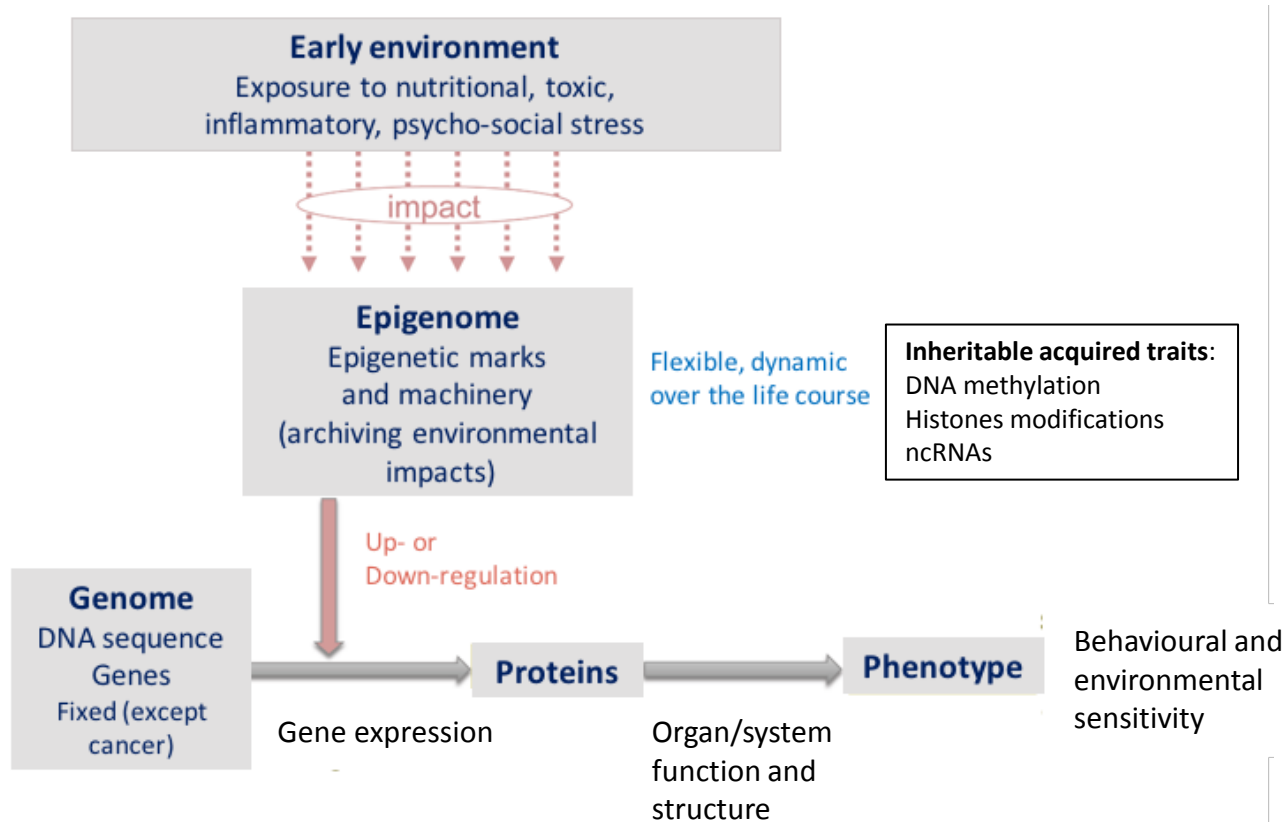 Early environment
Exposure to nutritional, toxic,
inflammatory, psycho-social stress
impact
Epigenome
Epigenetic marks
and machinery
(archiving environmental
impacts)
Flexible, dynamic
over the life course
Inheritable acquired traits:
DNA methylation
Histones modifications
ncRNAs
Up- or
Down-regulation
Genome
DNA sequence
Genes
Fixed (except
cancer)
Gene expression
Proteins
Organ/system
function and
structure
Phenotype
Behavioural and
environmental
sensitivity